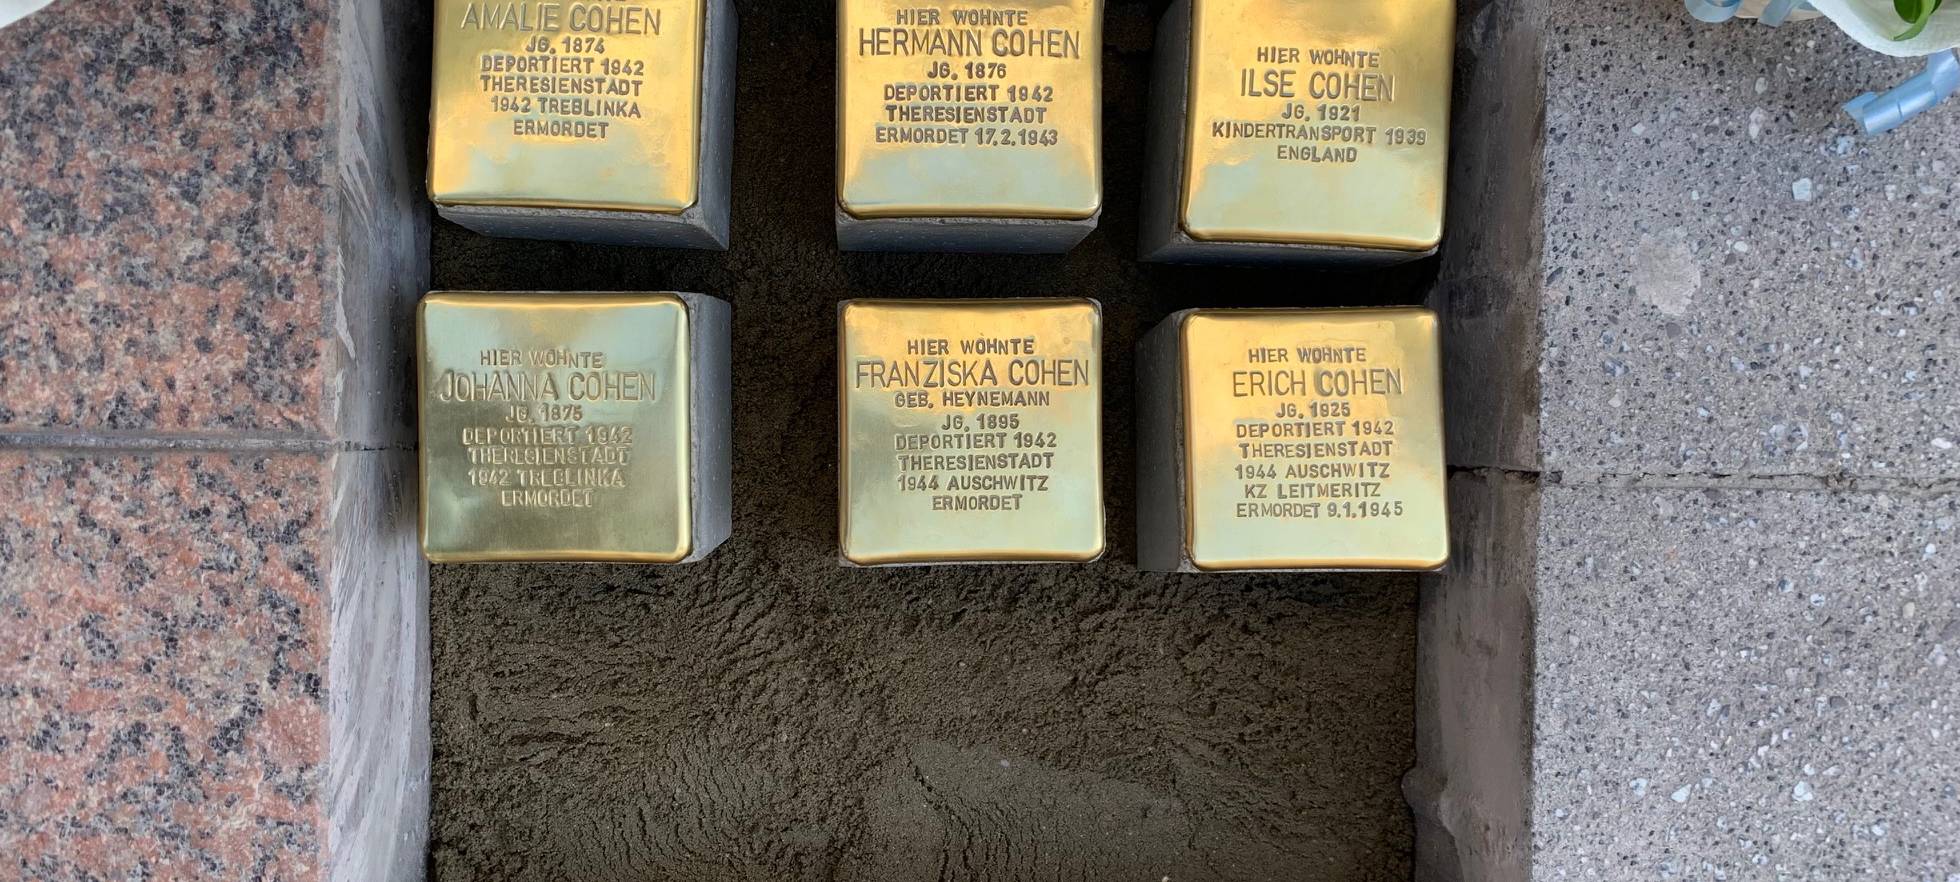 AMALIE COHEN
JG. 1874
DEPORTIERT 1942
THERESIENSTADT
1942 TREBLINKA
ERMORDET
HIER WOHNTE
HERMANN COHEN
JG. 1876
DEPORTIERT 1942
THERESIENSTADT
ERMORDET 17.2.1943
HIER WOHNTE
ILSE COHEN
JG. 1921
KINDERTRANSPORT 1939
ENGLAND
HIER WOHNTE
JOHANNA COHEN
JG. 1875
DEPORTIERT 1942
THERESIENSTADT
1942 TREBLINKA
ERMORDET
HIER WOHNTE
FRANZISKA COHEN
GEB. HEYNEMANN
JG. 1895
DEPORTIERT 1942
THERESIENSTADT
1944 AUSCHWITZ
ERMORDET
HIER WOHNTE
ERICH COHEN
JG. 1925
DEPORTIERT 1942
THERESIENSTADT
1944 AUSCHWITZ
KZ LEITMERITZ
ERMORDET 9.1.1945